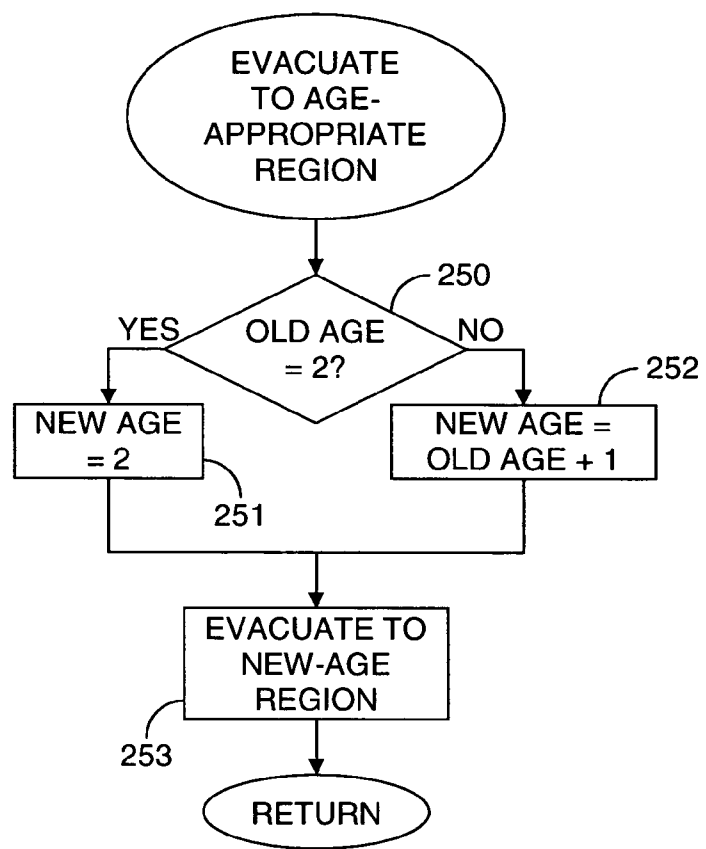 EVACUATE
TO AGE-
APPROPRIATE
REGION
250
YES
OLD AGE
= 2?
NO
252
NEW AGE
= 2
NEW AGE =
OLD AGE + 1
251
EVACUATE TO
NEW-AGE
REGION
253
RETURN